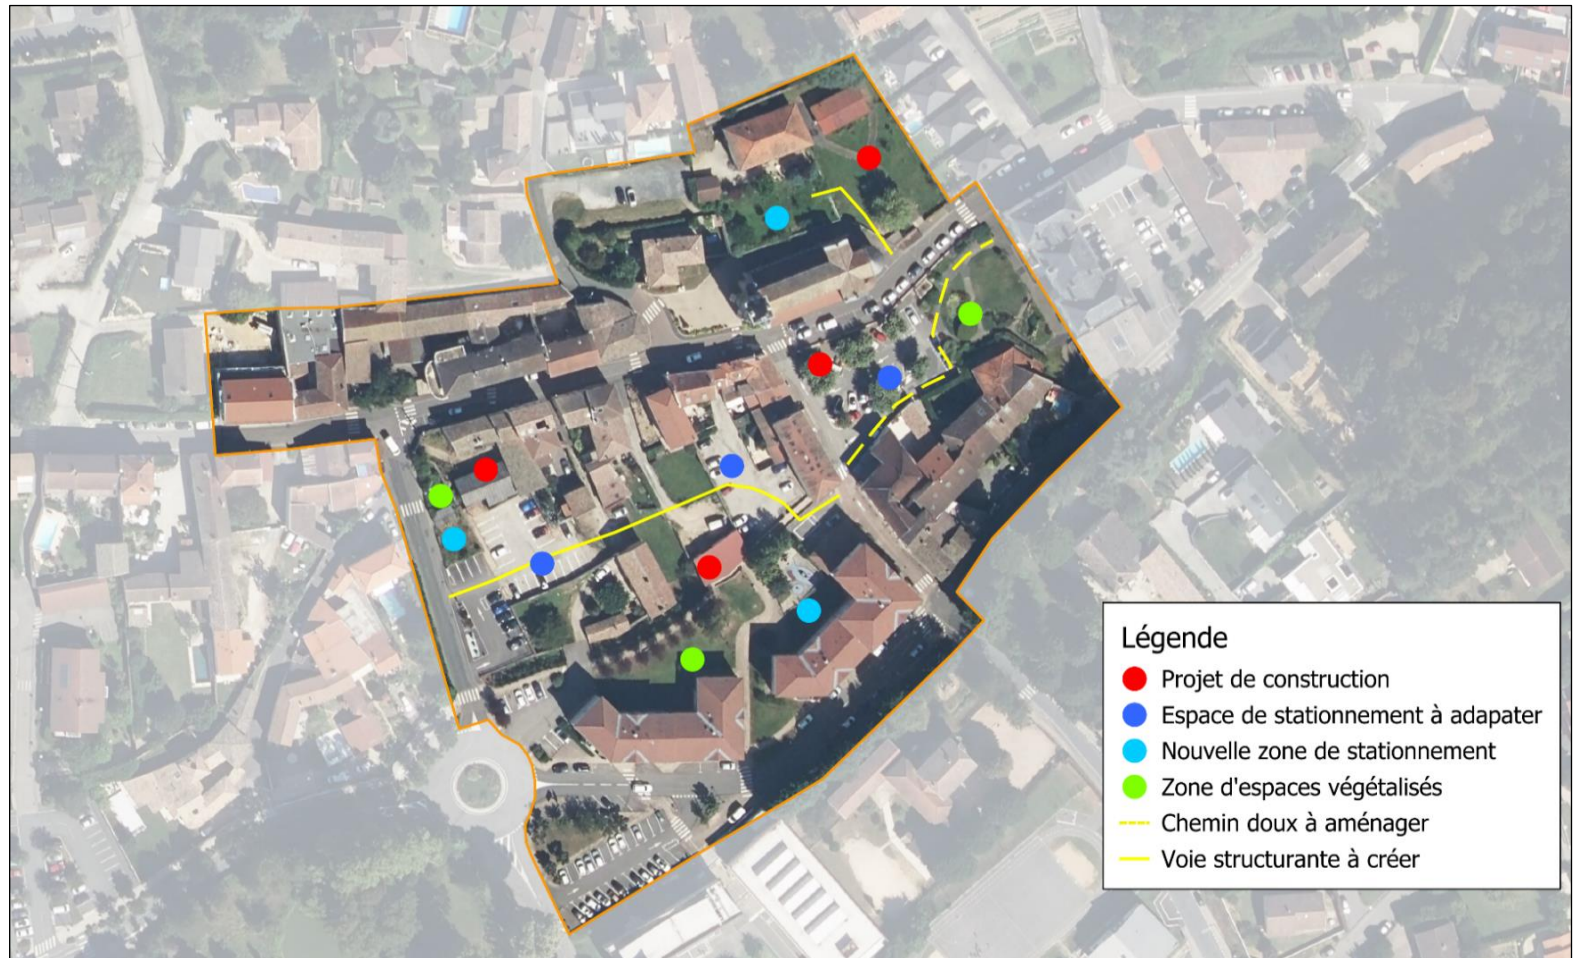 Légende
Projet de construction
Espace de stationnement à adapater
Nouvelle zone de stationnement
Zone d'espaces végétalisés
Chemin doux à aménager
Voie structurante à créer